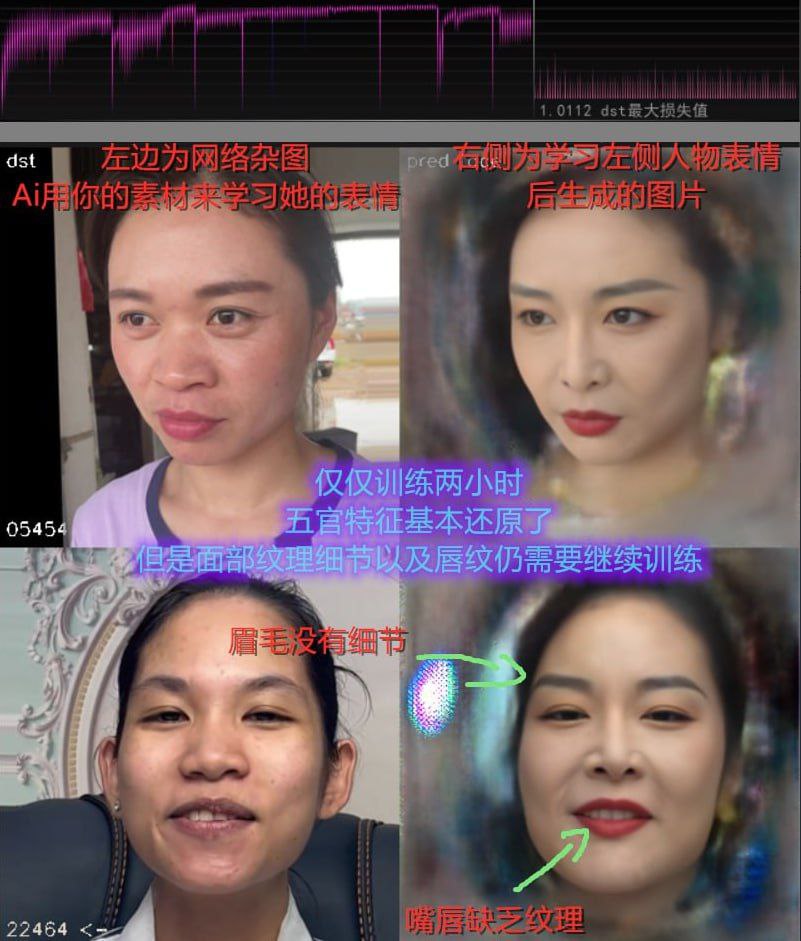 1.0112 dst最大损失值
dst
左边为网络杂图
Ai用你的素材来学习她的表情
pred
右侧为学习左侧人物表情
后生成的图片
仅仅训练两小时
五官特征基本还原了
但是面部纹理细节以及唇纹仍需要继续训练
05454
眉毛没有细节
22464 <-
嘴唇缺乏纹理